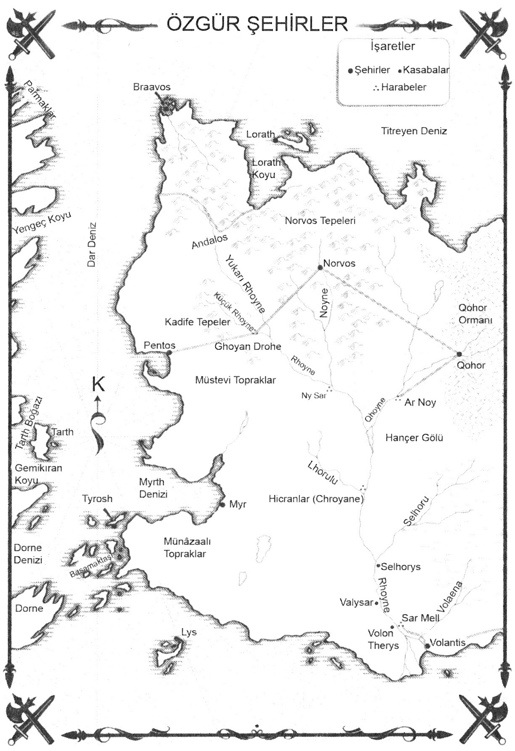 ÖZGÜR ŞEHİRLER
İşaretler
Şehirler
Kasabalar
Harabeler
Braavos
Parmaklar
Lorath
Titreyen Deniz
Lorath
Koyu
Yengeç Koyu
Dar Deniz
Andalos
Norvos Tepeleri
Yukarı Rhoyne
Norvos
Noyne
Küçük Rhoyne
Kadife Tepeler
Qohor
Ormanı
Pentos
Ghoyan Drohe
Rhoyne
Qohor
Müstevi Topraklar
Ny Sar
K
Ar Noy
Qhoyne
Tarth Boğazı
Tarth
Hançer Gölü
Gemikıran
Koyu
Myrth
Denizi
Lhorulu
Tyrosh
Myr
Hicranlar (Chroyane)
Selhoru
Dorne
Denizi
Münâzaalı
Topraklar
Basamaktaş
Selhorys
Dorne
Rhoyne
Volaena
Valysar
Sar Mell
Lys
Volon
Therys
Volantis